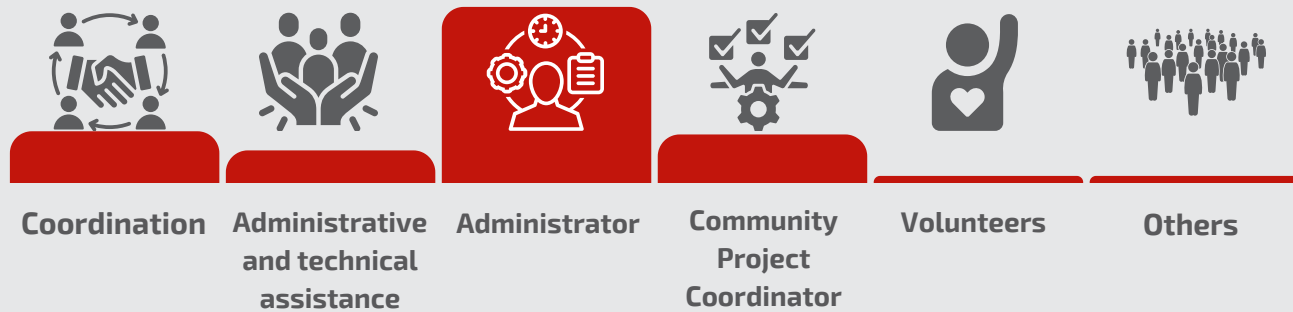 Coordination
Administrative
and technical
assistance
Administrator
Community
Project
Coordinator
Volunteers
Others